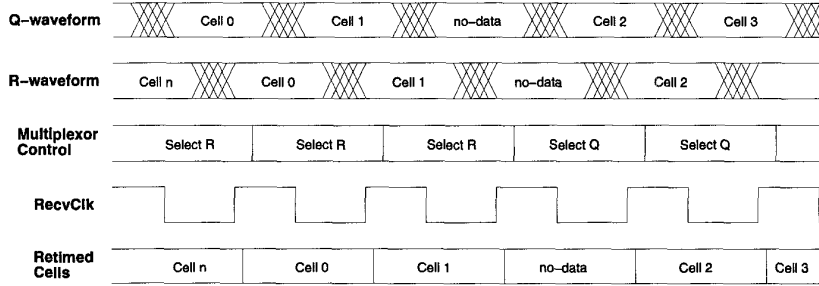 Q-waveform Cell 0 Cell 1 no-data Cell 2 Cell 3
R-waveform Cell n Cell 0 Cell 1 no-data Cell 2
Multiplexor
Control
Select R Select R Select R Select Q Select Q
RecvClk
Retimed
Cells
Cell n Cell 0 Cell 1 no-data Cell 2 Cell 3